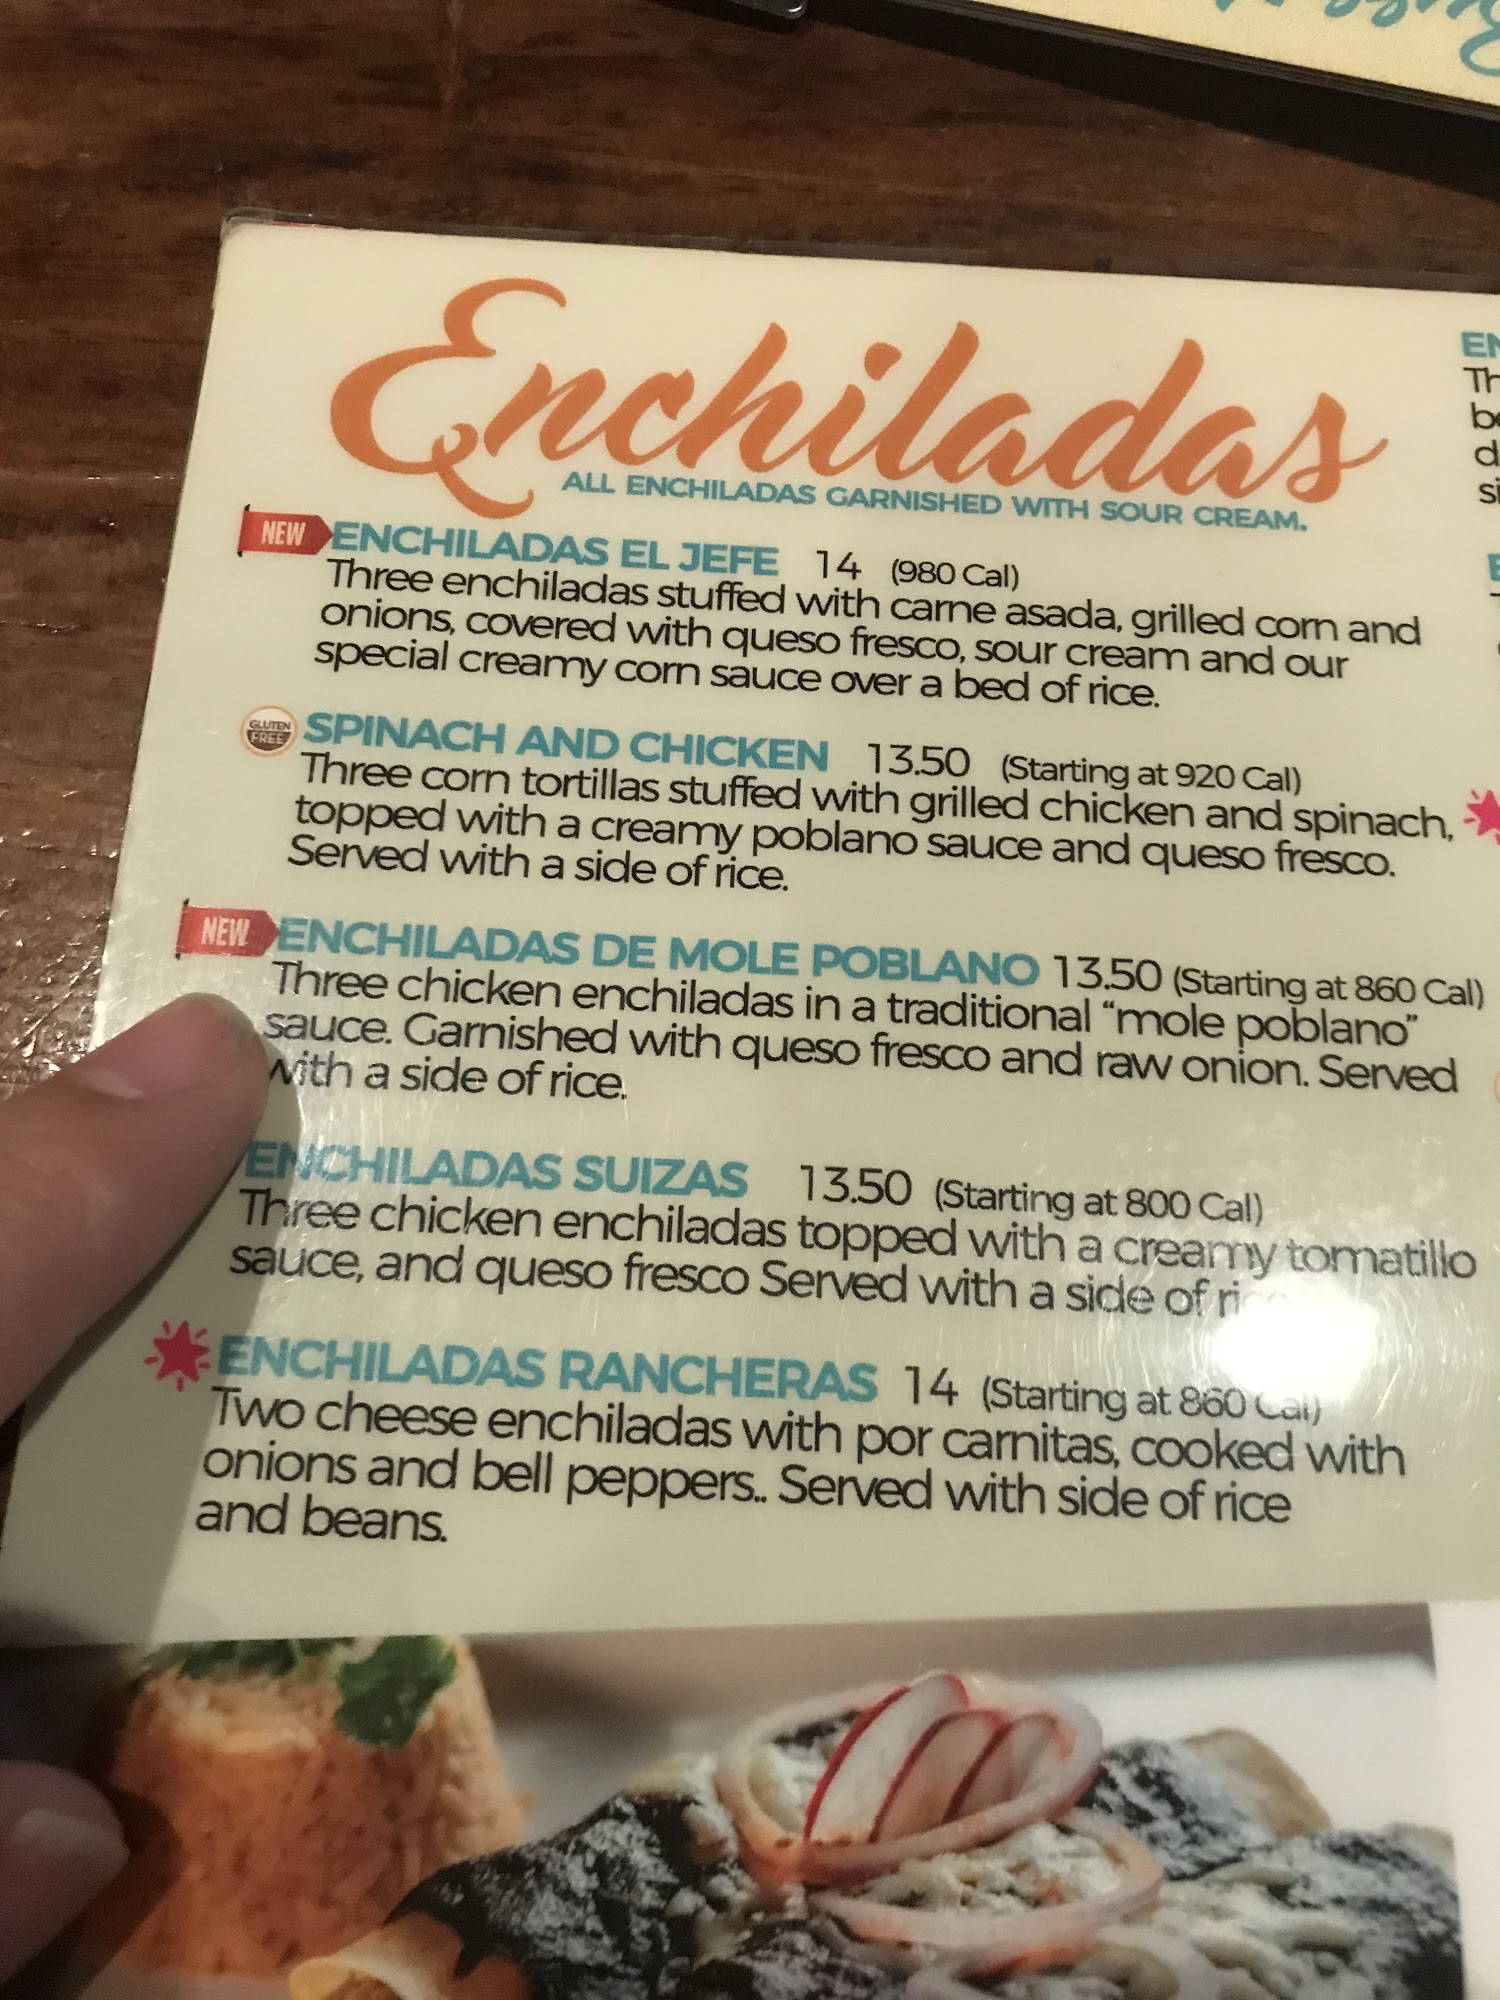 Enchiladas
ALL ENCHILADAS GARNISHED WITH SOUR CREAM.
NEW ENCHILADAS EL JEFE 14 (980 Cal)
Three enchiladas stuffed with carne asada, grilled corn and
onions, covered with queso fresco, sour cream and our
special creamy corn sauce over a bed of rice.
GLUTEN FREE SPINACH AND CHICKEN 13.50 (Starting at 920 Cal)
Three corn tortillas stuffed with grilled chicken and spinach,
topped with a creamy poblano sauce and queso fresco.
Served with a side of rice.
NEW ENCHILADAS DE MOLE POBLANO 13.50 (Starting at 860 Cal)
Three chicken enchiladas in a traditional “mole poblano”
sauce. Garnished with queso fresco and raw onion. Served
with a side of rice.
ENCHILADAS SUIZAS 13.50 (Starting at 800 Cal)
Three chicken enchiladas topped with a creamy tomatillo
sauce, and queso fresco Served with a side of
ENCHILADAS RANCHERAS 14 (Starting at 860 Cal)
Two cheese enchiladas with por carnitas, cooked with
onions and bell peppers.. Served with side of rice
and beans.